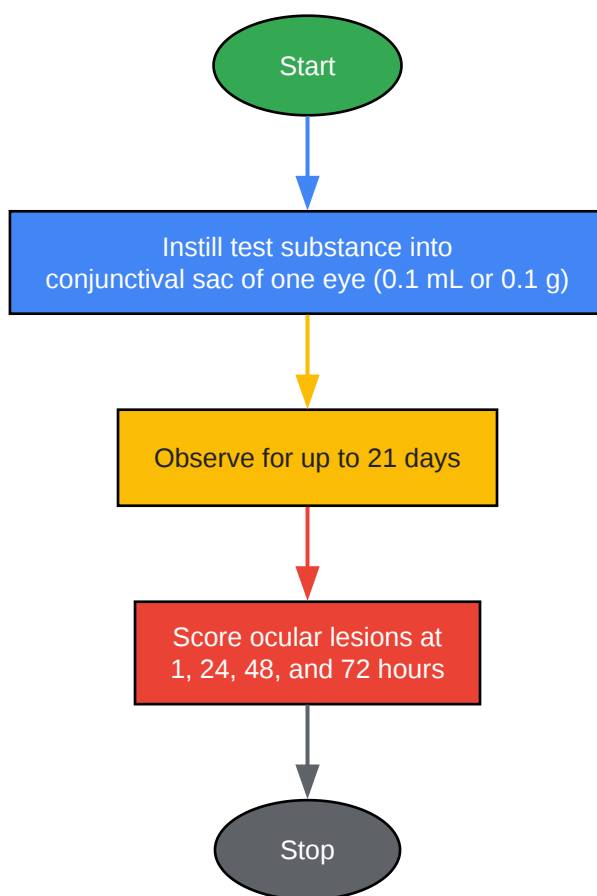 Start
Instill test substance into
conjunctival sac of one eye (0.1 mL or 0.1 g)
Observe for up to 21 days
Score ocular lesions at
1, 24, 48, and 72 hours
Stop